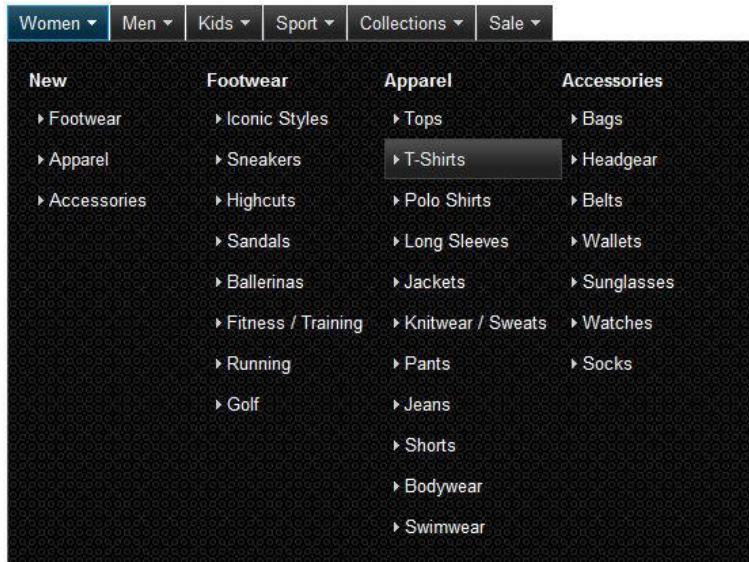 Women Men Kids Sport Collections Sale
New
Footwear
Apparel
Accessories
Footwear
Iconic Styles
Sneakers
Highcuts
Sandals
Ballerinas
Fitness / Training
Running
Golf
Apparel
Tops
T-Shirts
Polo Shirts
Long Sleeves
Jackets
Knitwear / Sweats
Pants
Jeans
Shorts
Bodywear
Swimwear
Accessories
Bags
Headgear
Belts
Wallets
Sunglasses
Watches
Socks